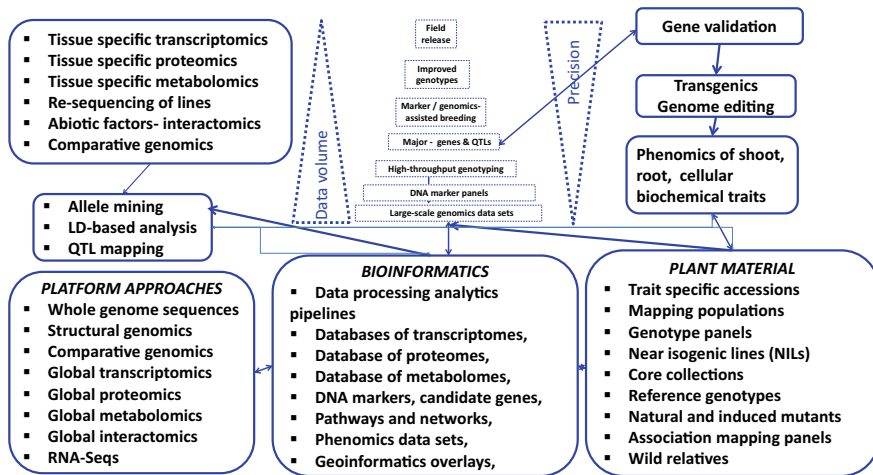 Tissue specific transcriptomics
Tissue specific proteomics
Tissue specific metabolomics
Re-sequencing of lines
Abiotic factors- interactomics
Comparative genomics
Allele mining
LD-based analysis
QTL mapping
Data volume
Field
release
Improved
genotypes
Marker / genomics-
assisted breeding
Major - genes & QTLs
High-throughput genotyping
DNA marker panels
Large-scale genomics data sets
Precision
Gene validation
Transgenics
Genome editing
Phenomics of shoot,
root, cellular
biochemical traits
PLATFORM APPROACHES
Whole genome sequences
Structural genomics
Comparative genomics
Global transcriptomics
Global proteomics
Global metabolomics
Global interactomics
RNA-Seqs
BIOINFORMATICS
Data processing analytics
pipelines
Databases of transcriptomes,
Database of proteomes,
Database of metabolomes,
DNA markers, candidate genes,
Pathways and networks,
Phenomics data sets,
Geoinformatics overlays,
PLANT MATERIAL
Trait specific accessions
Mapping populations
Genotype panels
Near isogenic lines (NILs)
Core collections
Reference genotypes
Natural and induced mutants
Association mapping panels
Wild relatives